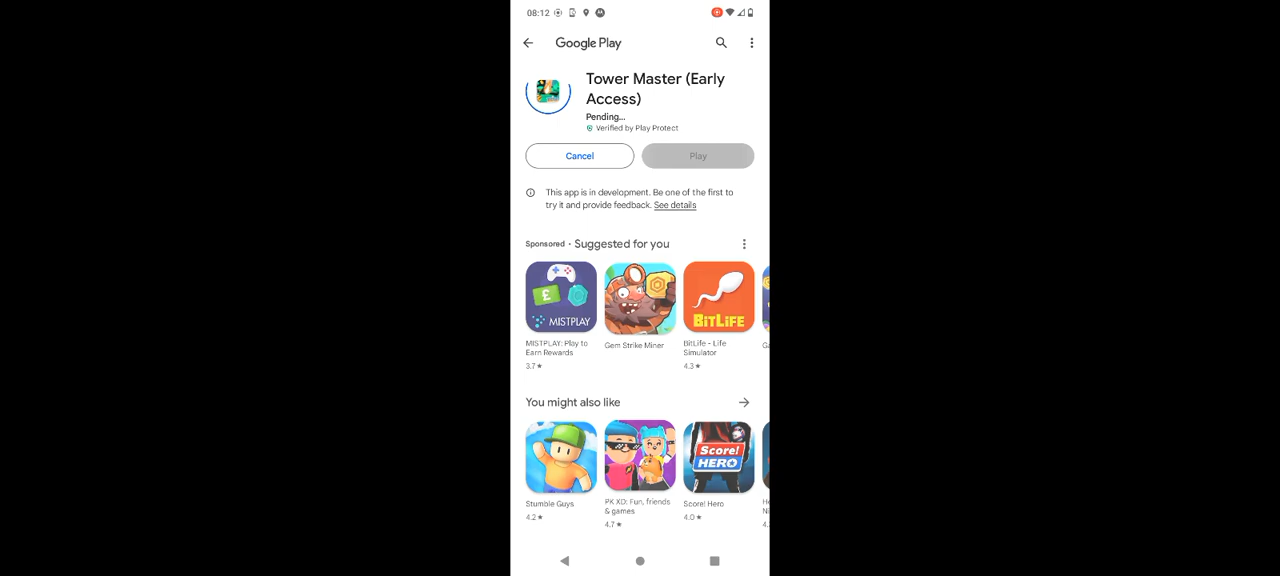 08:12
Google Play
Tower Master (Early
Access)
Pending...
Verified by Play Protect
Cancel
Play
This app is in development. Be one of the first to
try it and provide feedback. See details
Sponsored • Suggested for you
£
MISTPLAY
BiTLiFE
MISTPLAY: Play to
Earn Rewards
3.7★
Gem Strike Miner
BitLife - Life
Simulator
4.3★
You might also like
Score!
HERO
Stumble Guys
4.2★
PK XD: Fun, friends
& games
4.7★
Score! Hero
4.0★